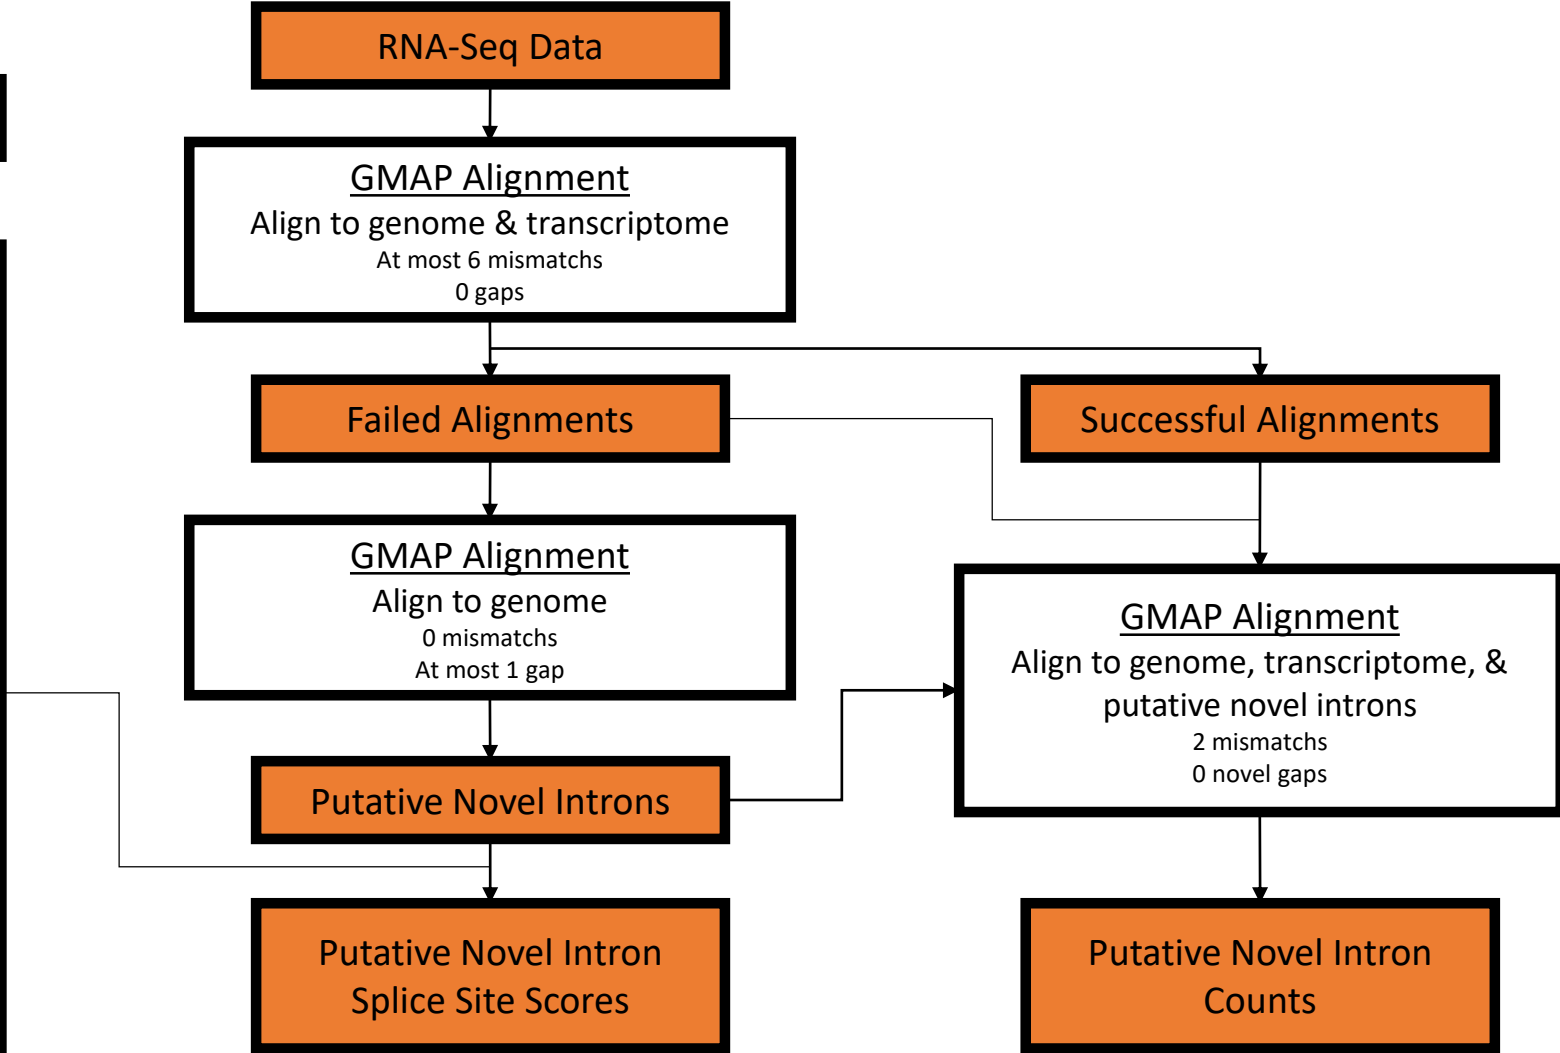 RNA-Seq Data
GMAP Alignment
Align to genome & transcriptome
At most 6 mismatchs
0 gaps
Failed Alignments
Successful Alignments
GMAP Alignment
Align to genome
0 mismatchs
At most 1 gap
GMAP Alignment
Align to genome, transcriptome, &
putative novel introns
2 mismatchs
0 novel gaps
Putative Novel Introns
Putative Novel Intron
Splice Site Scores
Putative Novel Intron
Counts